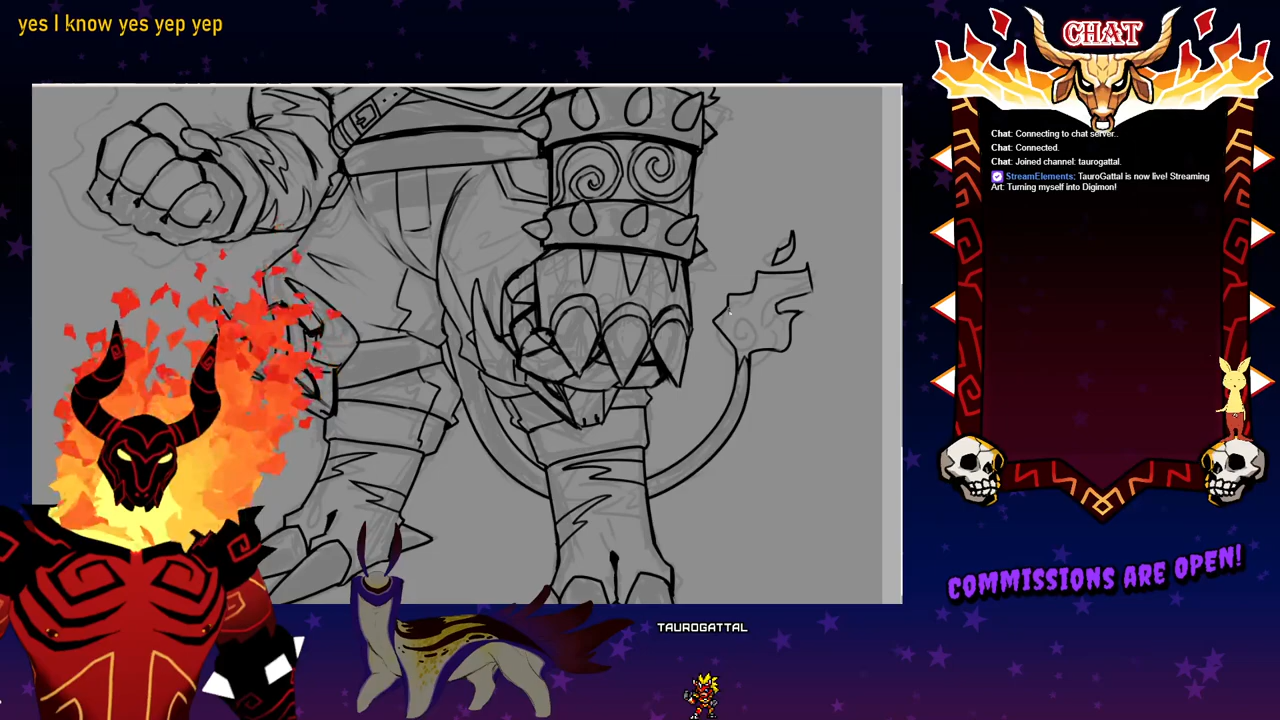 yes I know yes yep yep
CHAT
Chat: Connecting to chat server..
Chat: Connected.
Chat: Joined channel: taurogattal.
StreamElements: TauroGattal is now live! Streaming
Art: Turning myself into Digimon!
COMMISSIONS ARE OPEN!
TAUROGATTAL